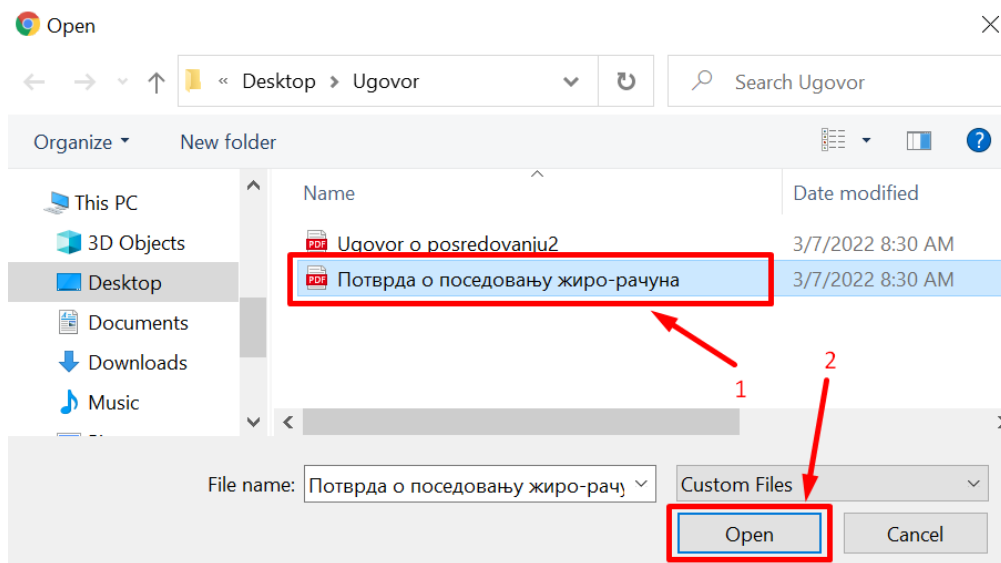 Open
« Desktop > Ugovor
Search Ugovor
Organize
New folder
?
This PC
3D Objects
Desktop
Documents
Downloads
Music
Name
Date modified
PDF Ugovor o posredovanju2 3/7/2022 8:30 AM
PDF Потврда о поседовању жиро-рачуна 3/7/2022 8:30 AM
1
2
File name: Потврда о поседовању жиро-рачу
Custom Files
Open
Cancel